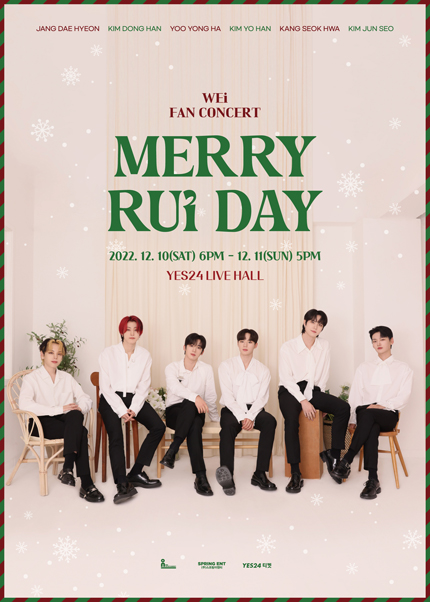 JANG DAE HYEON KIM DONG HAN YOO YONG HA KIM YO HAN KANG SEOK HWA KIM JUN SEO
WEi
FAN CONCERT
MERRY
RUi DAY
2022. 12. 10(SAT) 6PM - 12. 11(SUN) 5PM
YES24 LIVE HALL
SPRING ENT
YES24 티켓